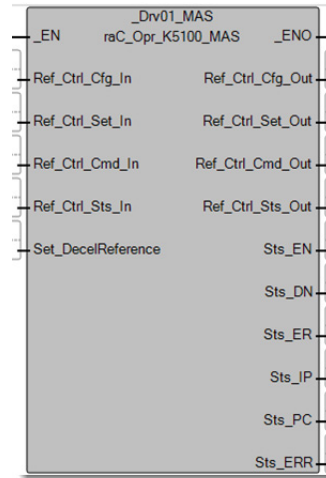 _Drv01_MAS
raC_Opr_K5100_MAS
_EN _ENO
Ref_Ctrl_Cfg_In Ref_Ctrl_Cfg_Out
Ref_Ctrl_Set_In Ref_Ctrl_Set_Out
Ref_Ctrl_Cmd_In Ref_Ctrl_Cmd_Out
Ref_Ctrl_Sts_In Ref_Ctrl_Sts_Out
Set_DecelReference Sts_EN
Sts_DN
Sts_ER
Sts_IP
Sts_PC
Sts_ERR